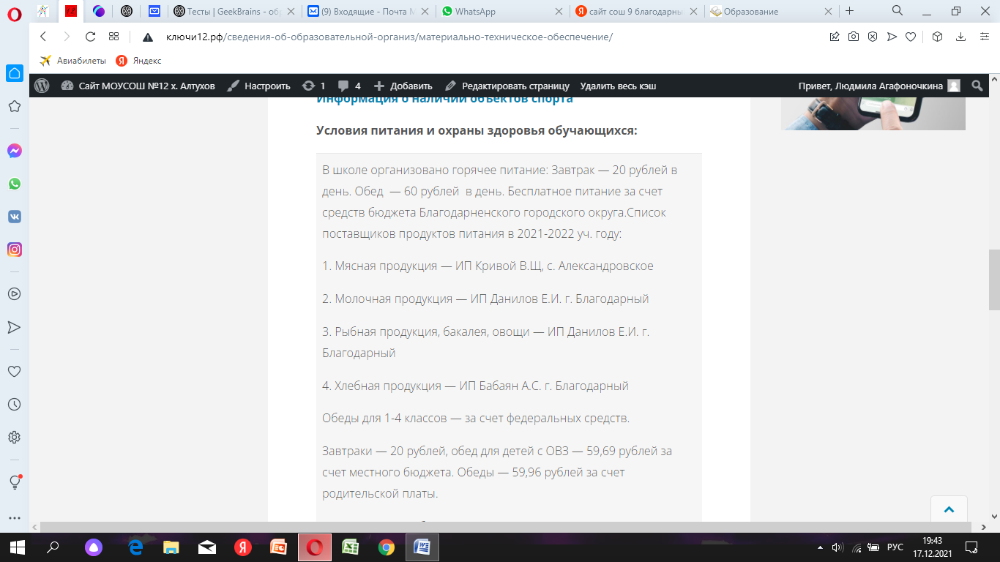 Тесты | GeekBrains - об
(9) Входящие - Почта М
WhatsApp
сайт сош 9 благодарны
Образование
ключи12.рф/сведения-об-образовательной-организ/материально-техническое-обеспечение/
Авиабилеты
Яндекс
Сайт МОУСОШ №12 х. Алтухов
Настроить
1
4
Добавить
Редактировать страницу
Удалить весь кэш
Привет, Людмила Агафоночкина
Информация о наличии объектов спорта
Условия питания и охраны здоровья обучающихся:
В школе организовано горячее питание: Завтрак — 20 рублей в
день. Обед — 60 рублей в день. Бесплатное питание за счет
средств бюджета Благодарненского городского округа.Список
поставщиков продуктов питания в 2021-2022 уч. году:
1. Мясная продукция — ИП Кривой В.Щ, с. Александровское
2. Молочная продукция — ИП Данилов Е.И. г. Благодарный
3. Рыбная продукция, бакалея, овощи — ИП Данилов Е.И. г.
Благодарный
4. Хлебная продукция — ИП Бабаян А.С. г. Благодарный
Обеды для 1-4 классов — за счет федеральных средств.
Завтраки — 20 рублей, обед для детей с ОВЗ — 59,69 рублей за
счет местного бюджета. Обеды — 59,96 рублей за счет
родительской платы.
РУС
19:43
17.12.2021